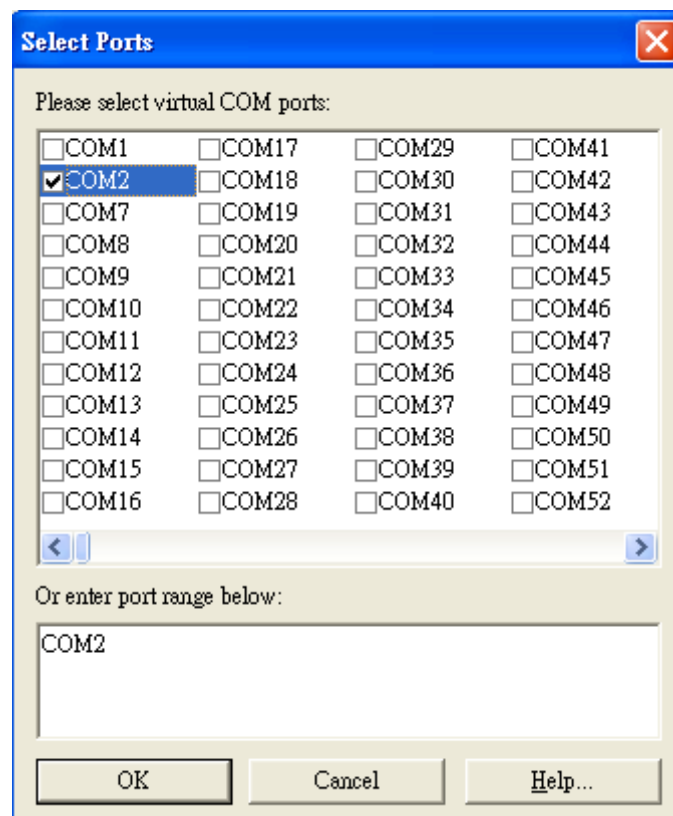 Select Ports
Please select virtual COM ports:
COM1 COM17 COM29 COM41
COM2 COM18 COM30 COM42
COM7 COM19 COM31 COM43
COM8 COM20 COM32 COM44
COM9 COM21 COM33 COM45
COM10 COM22 COM34 COM46
COM11 COM23 COM35 COM47
COM12 COM24 COM36 COM48
COM13 COM25 COM37 COM49
COM14 COM26 COM38 COM50
COM15 COM27 COM39 COM51
COM16 COM28 COM40 COM52
Or enter port range below:
COM2
OK Cancel Help...